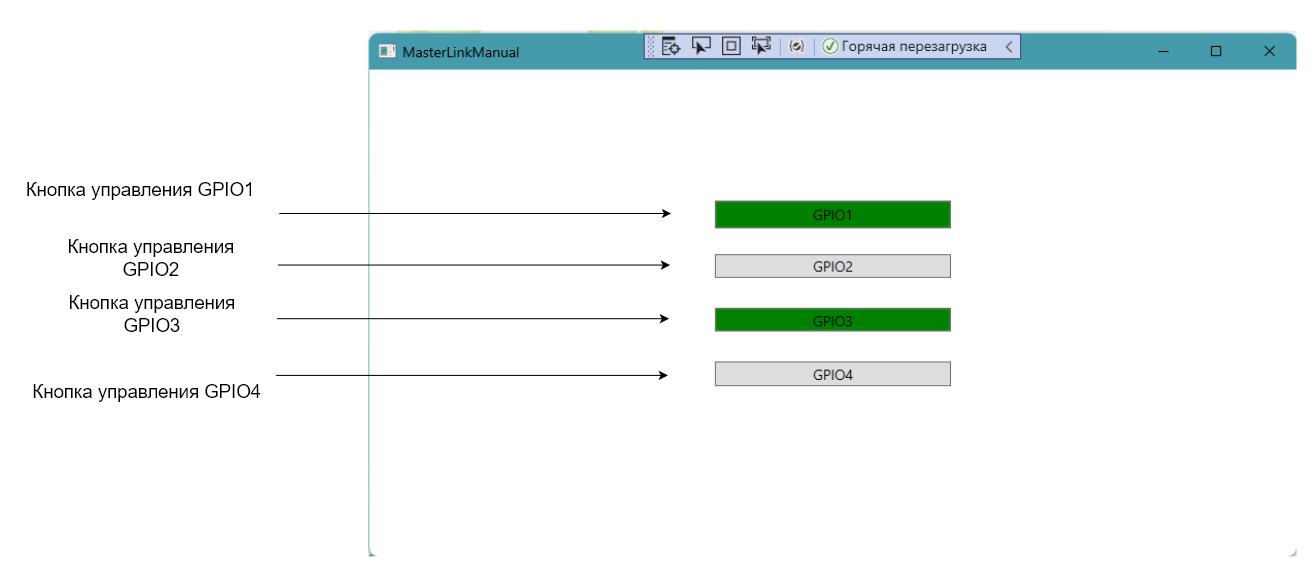 MasterLinkManual
Горячая перезагрузка
Кнопка управления GPIO1
GPIO1
Кнопка управления
GPIO2
GPIO2
Кнопка управления
GPIO3
GPIO3
Кнопка управления GPIO4
GPIO4